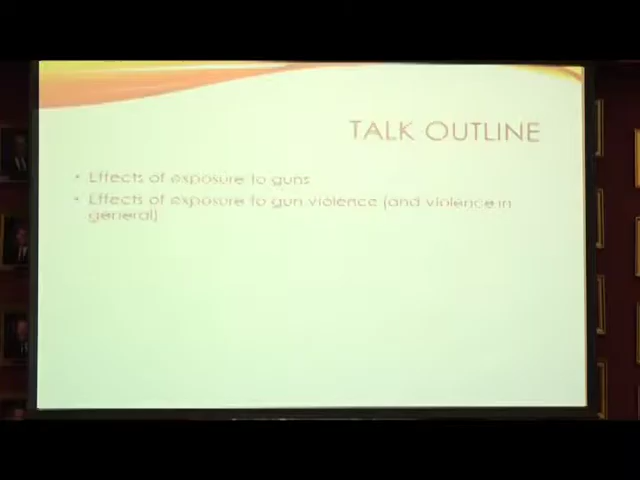 TALK OUTLINE
• Effects of exposure to guns
• Effects of exposure to gun violence (and violence in
general)